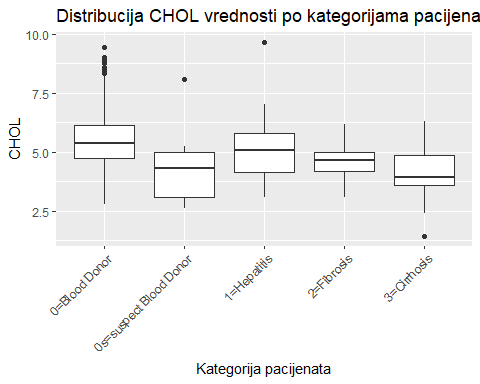 Distribucija CHOL vrednosti po kategorijama pacijena
CHOL
10.0
7.5
5.0
2.5
0=Blood Donor
0s=suspect Blood Donor
1=Hepatitis
2=Fibrosis
3=Cirrhosis
Kategorija pacijenata